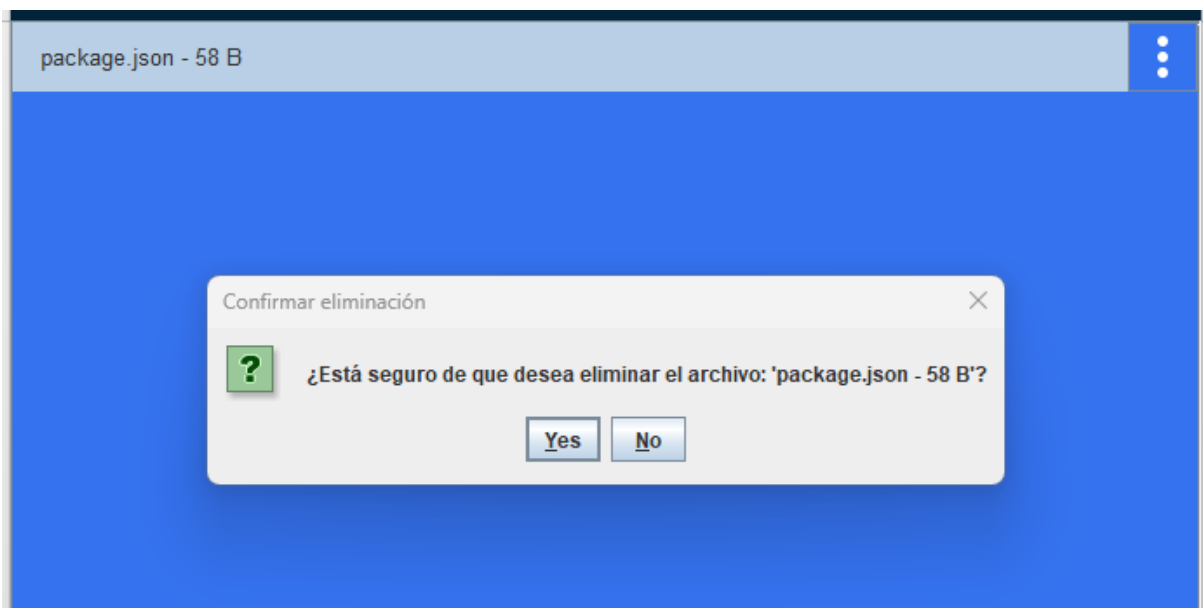 package.json - 58 B
Confirmar eliminación
? ¿Está seguro de que desea eliminar el archivo: 'package.json - 58 B'?
Yes No